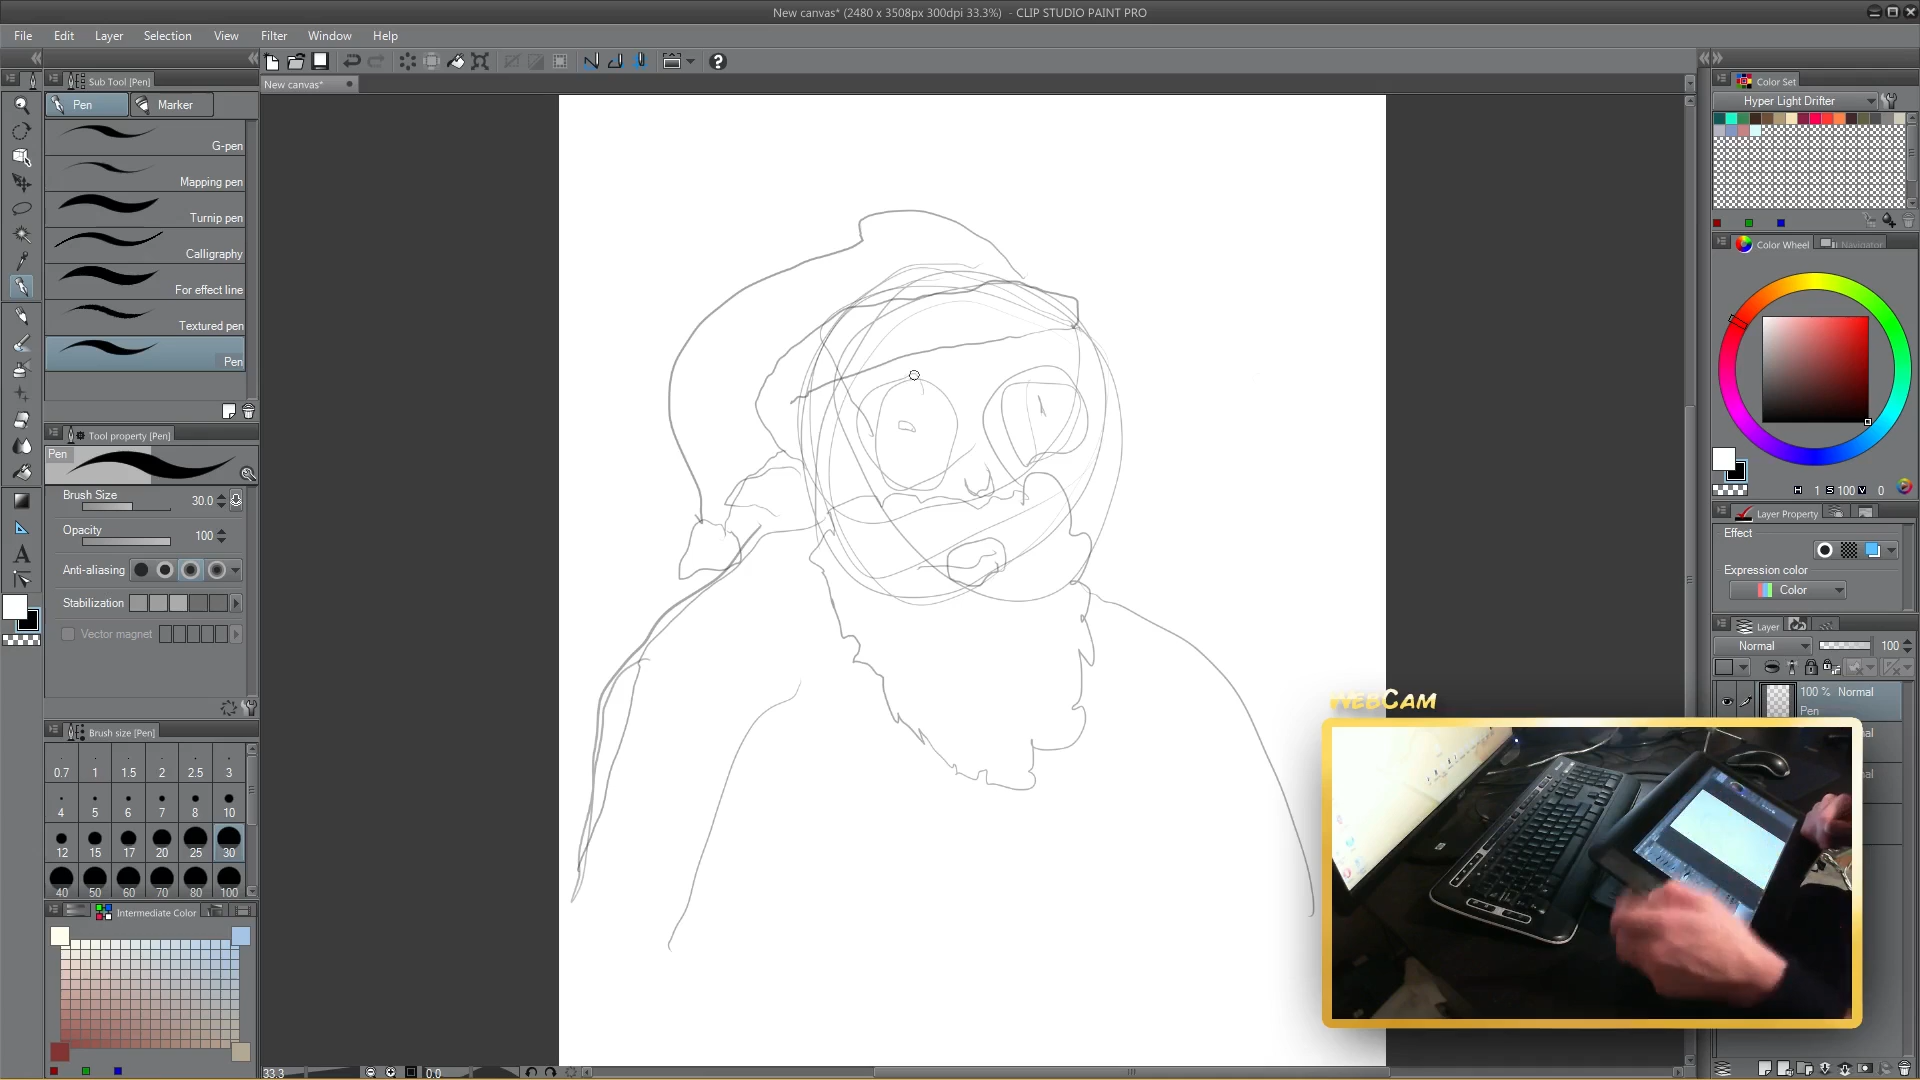 New canvas* (2480 x 3508px 300dpi 33.3%) - CLIP STUDIO PAINT PRO
File Edit Layer Selection View Filter Window Help
Sub Tool [Pen]
New canvas*
Pen Marker
G-pen
Mapping pen
Turnip pen
Calligraphy
For effect line
Textured pen
Pen
Tool property [Pen]
Pen
Brush Size 30.0
Opacity 100
Anti-aliasing
Stabilization
Vector magnet
Brush size [Pen]
0.7 1 1.5 2 2.5 3
4 5 6 7 8 10
12 15 17 20 25 30
40 50 60 70 80 100
Intermediate Color
33.3 0.0
Color Set
Hyper Light Drifter
Color Wheel Navigator
H 1 S 100 V 0
Layer Property
Effect
Expression color
Color
Layer
Normal 100
100 % Normal
Pen
WebCam